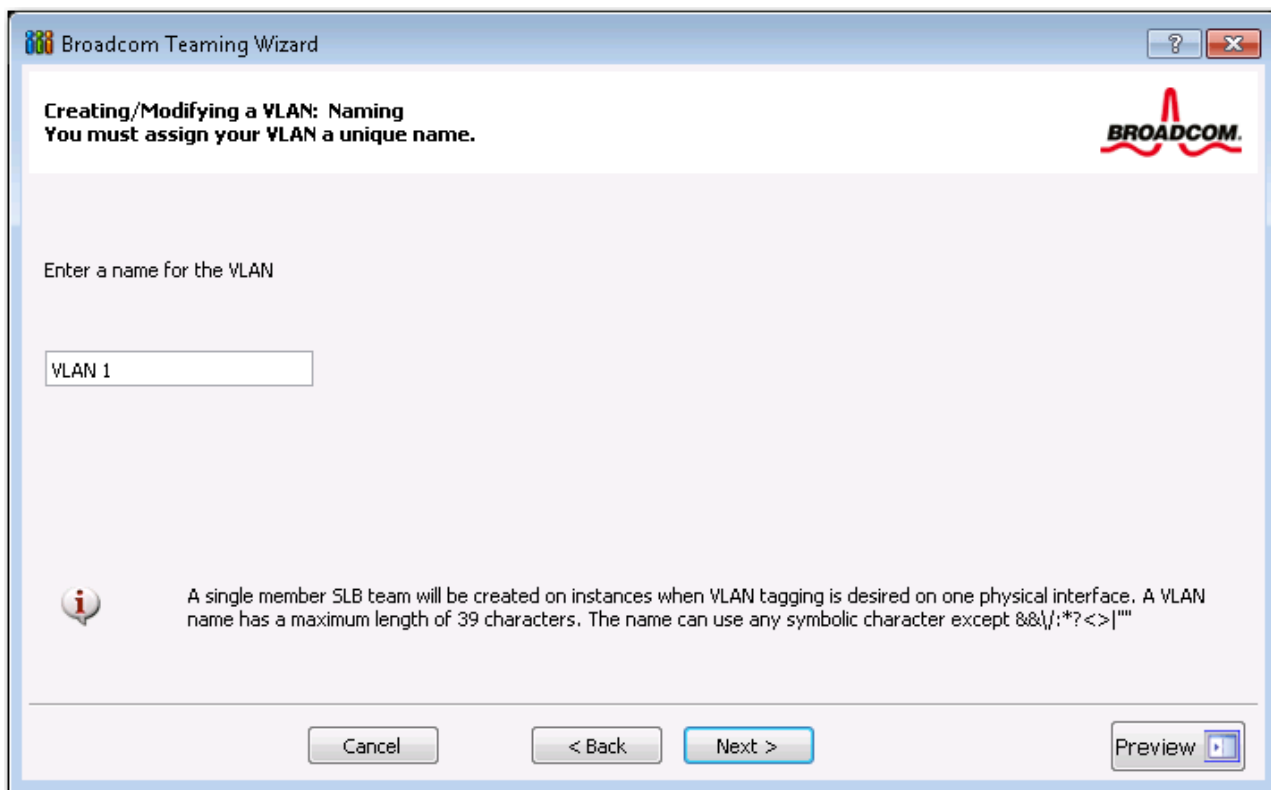 Broadcom Teaming Wizard
?
Creating/Modifying a VLAN: Naming
You must assign your VLAN a unique name.
BROADCOM.
Enter a name for the VLAN
VLAN 1
A single member SLB team will be created on instances when VLAN tagging is desired on one physical interface. A VLAN
name has a maximum length of 39 characters. The name can use any symbolic character except &&\/:*?<>|""
Cancel
< Back
Next >
Preview